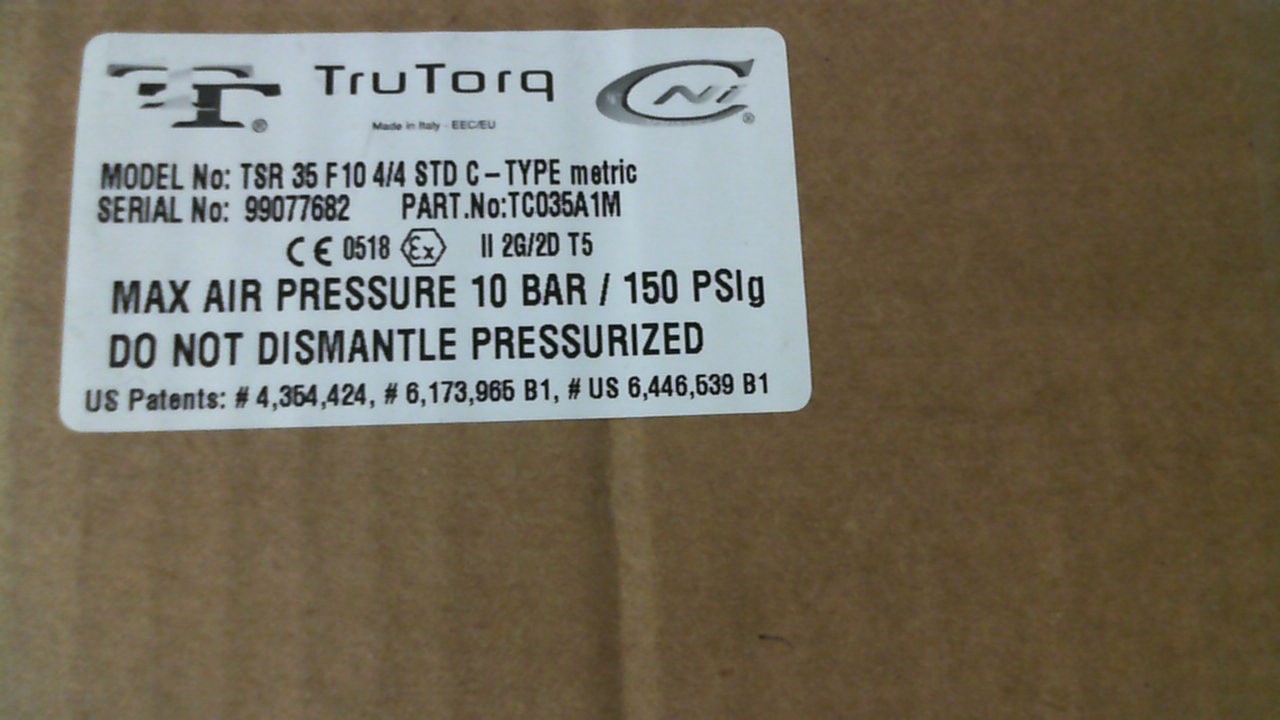 TruTorq
CNi
Made in Italy - EEC/EU
MODEL No: TSR 35 F10 4/4 STD C-TYPE metric
SERIAL No: 99077682 PART.No:TC035A1M
CE 0518 Ex II 2G/2D T5
MAX AIR PRESSURE 10 BAR / 150 PSIg
DO NOT DISMANTLE PRESSURIZED
US Patents: # 4,354,424, # 6,173,965 B1, # US 6,446,539 B1